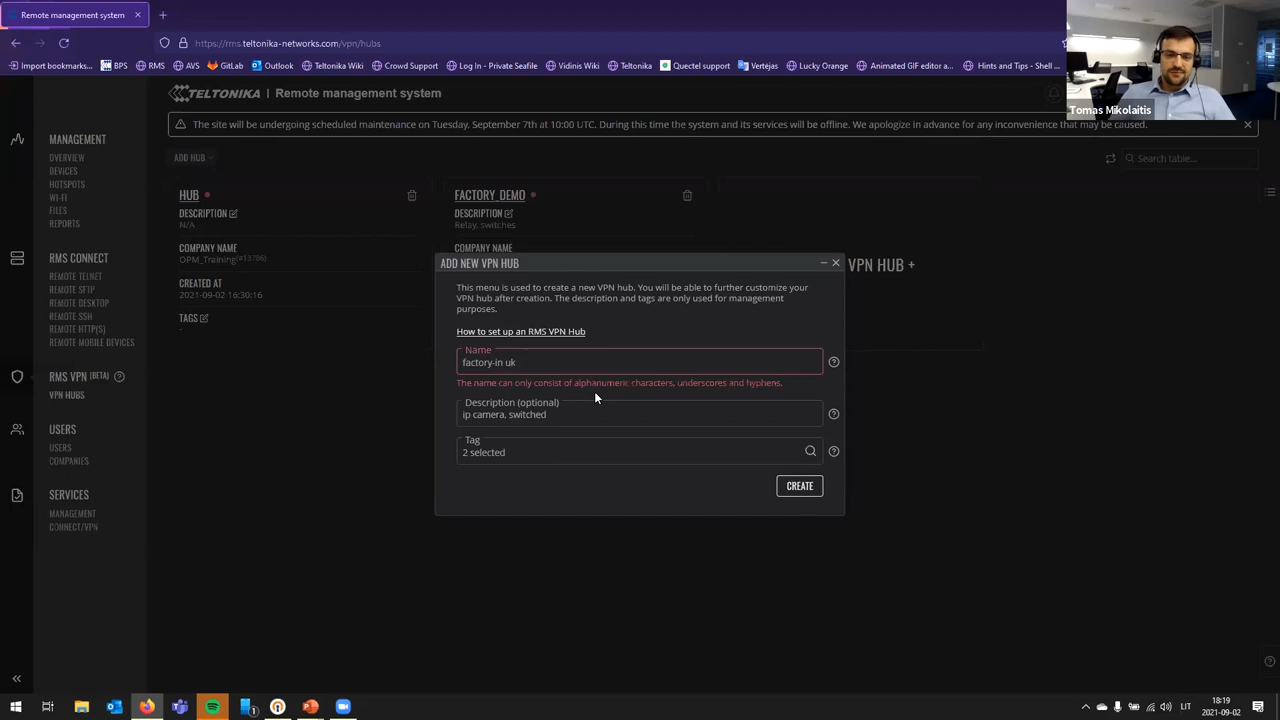 Remote management system
https://rms.teltonika-networks.com/vpn/hubs
Import bookmarks... BPS RMS AVOS GitLab Outlook Teltonika Wiki Crowd Support Log In - Private Seafile Vidinis Wiki Teltonika Quectel support Vertėjas Lucky Orange Animated GIF editor a... Hints and Tips - Shell ...
Tomas Mikolaitis
TELTONIKA | Remote management system
The site will be undergoing scheduled maintenance on Tuesday, September 7th at 10:00 UTC. During this time the system and its services will be offline. We apologize in advance for any inconvenience that may be caused.
ADD HUB
Search table...
MANAGEMENT
OVERVIEW
DEVICES
HOTSPOTS
WI-FI
FILES
REPORTS
RMS CONNECT
REMOTE TELNET
REMOTE SFTP
REMOTE DESKTOP
REMOTE SSH
REMOTE HTTP(S)
REMOTE MOBILE DEVICES
RMS VPN (BETA)
VPN HUBS
USERS
USERS
COMPANIES
SERVICES
MANAGEMENT
CONNECT/VPN
HUB
DESCRIPTION
N/A
COMPANY NAME
OPM_Training(#13786)
CREATED AT
2021-09-02 16:30:16
TAGS
-
FACTORY_DEMO
DESCRIPTION
Relay, switches
COMPANY NAME
VPN HUB +
ADD NEW VPN HUB
This menu is used to create a new VPN hub. You will be able to further customize your
VPN hub after creation. The description and tags are only used for management
purposes.
How to set up an RMS VPN Hub
Name
factory-in uk
The name can only consist of alphanumeric characters, underscores and hyphens.
Description (optional)
ip camera, switched
Tag
2 selected
CREATE
LIT
18:19
2021-09-02